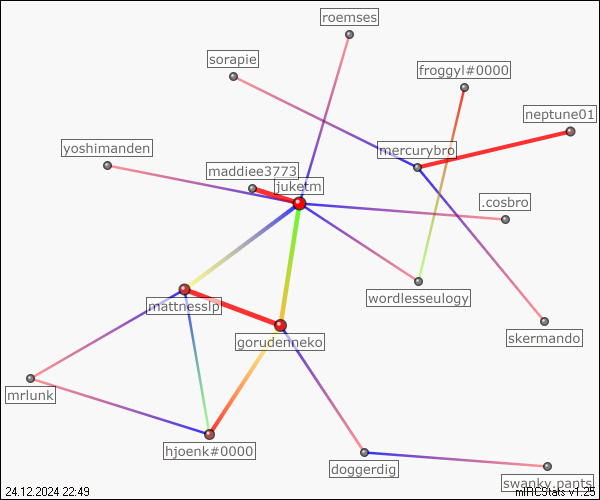 roemses
sorapie
froggyl#0000
neptune01
yoshimanden
mercurybro
maddiee3773
juketm
.cosbro
wordlesseulogy
mattnesslp
skermando
gorudenneko
mrlunk
hjoenk#0000
doggerdig
swanky.pants
24.12.2024 22:49
mIRCStats v1.25